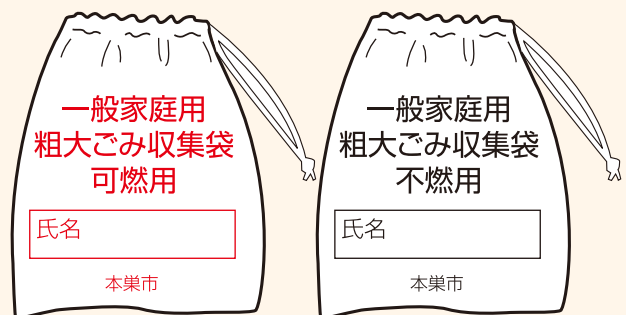 一般家庭用
粗大ごみ収集袋
可燃用
氏名
本巣市
一般家庭用
粗大ごみ収集袋
不燃用
氏名
本巣市